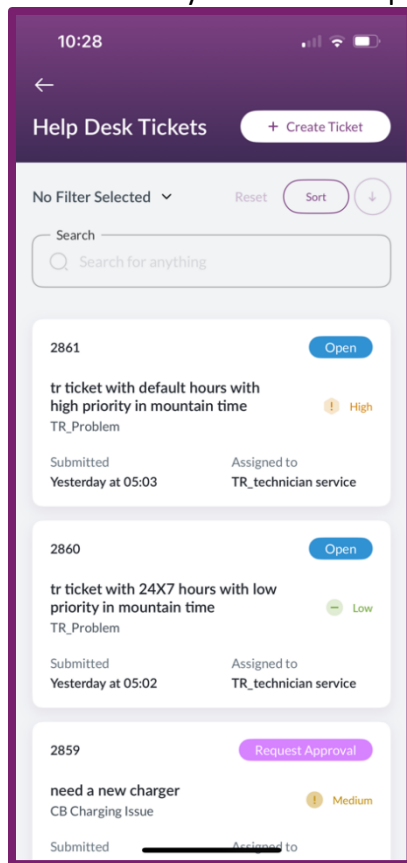 10:28
Help Desk Tickets
+ Create Ticket
No Filter Selected
Reset
Sort
Search
Search for anything
2861
Open
tr ticket with default hours with
high priority in mountain time
! High
TR_Problem
Submitted
Assigned to
Yesterday at 05:03
TR_technician service
2860
Open
tr ticket with 24X7 hours with low
priority in mountain time
Low
TR_Problem
Submitted
Assigned to
Yesterday at 05:02
TR_technician service
2859
Request Approval
need a new charger
! Medium
CB Charging Issue
Submitted
Assigned to